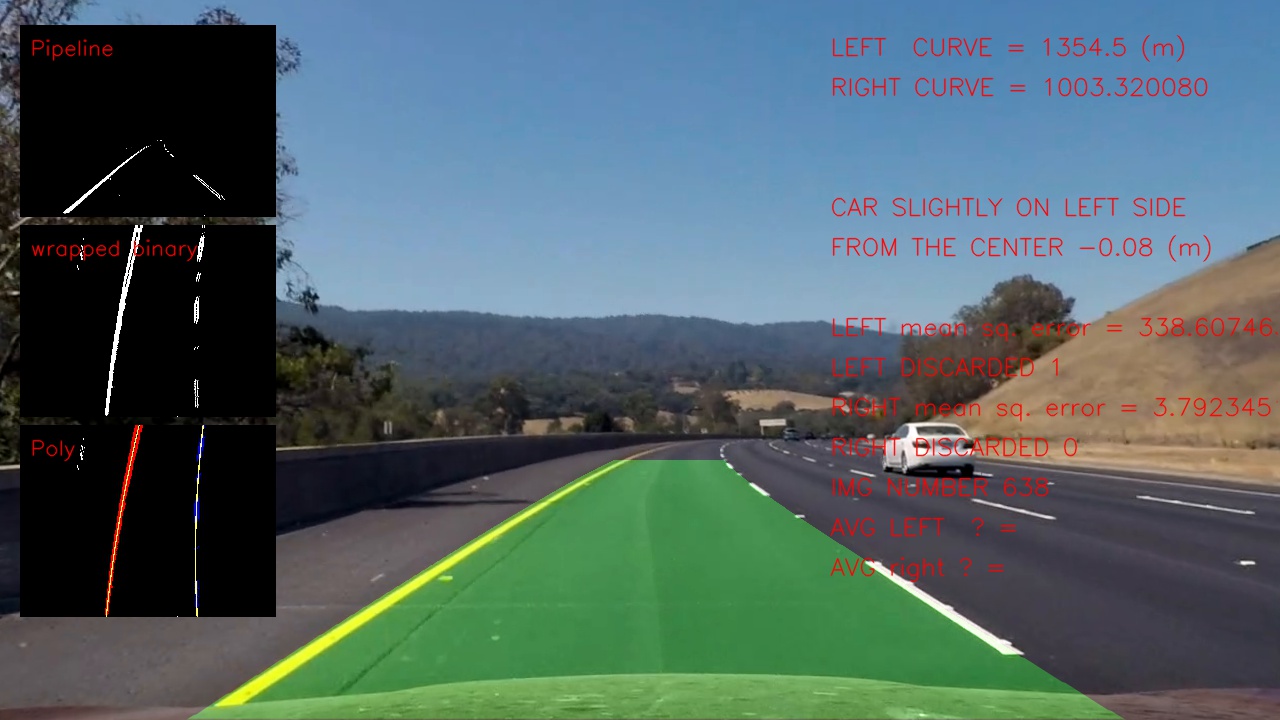 Pipeline
wrapped binary
Poly
LEFT  CURVE = 1354.5 (m)
RIGHT CURVE = 1003.320080
CAR SLIGHTLY ON LEFT SIDE
FROM THE CENTER -0.08 (m)
LEFT mean sq. error = 338.60746
LEFT DISCARDED 1
RIGHT mean sq. error = 3.792345
RIGHT DISCARDED 0
IMG NUMBER 638
AVG LEFT  ? =
AVG right ? =